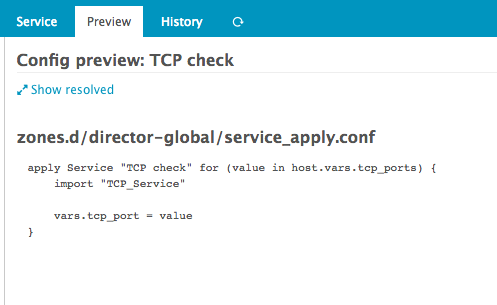 Service Preview History
Config preview: TCP check
Show resolved
zones.d/director-global/service_apply.conf
apply Service "TCP check" for (value in host.vars.tcp_ports) {
    import "TCP_Service"

    vars.tcp_port = value
}